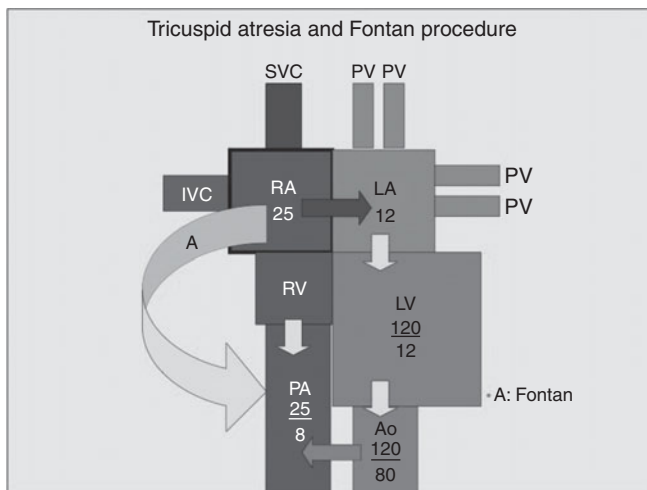 Tricuspid atresia and Fontan procedure
SVC
PV PV
IVC
RA
25
LA
12
PV
PV
A
RV
LV
120
12
PA
25
8
*A: Fontan
Ao
120
80